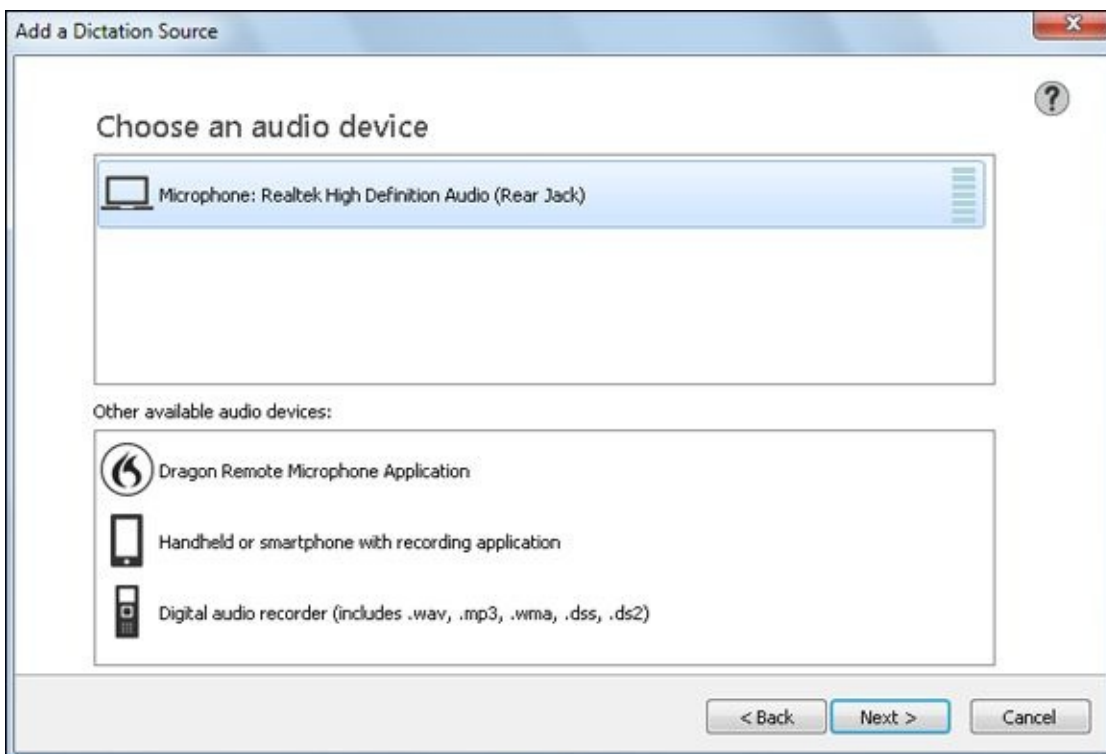 Add a Dictation Source
Choose an audio device
Microphone: Realtek High Definition Audio (Rear Jack)
Other available audio devices:
Dragon Remote Microphone Application
Handheld or smartphone with recording application
Digital audio recorder (includes .wav, .mp3, .wma, .dss, .ds2)
< Back Next > Cancel